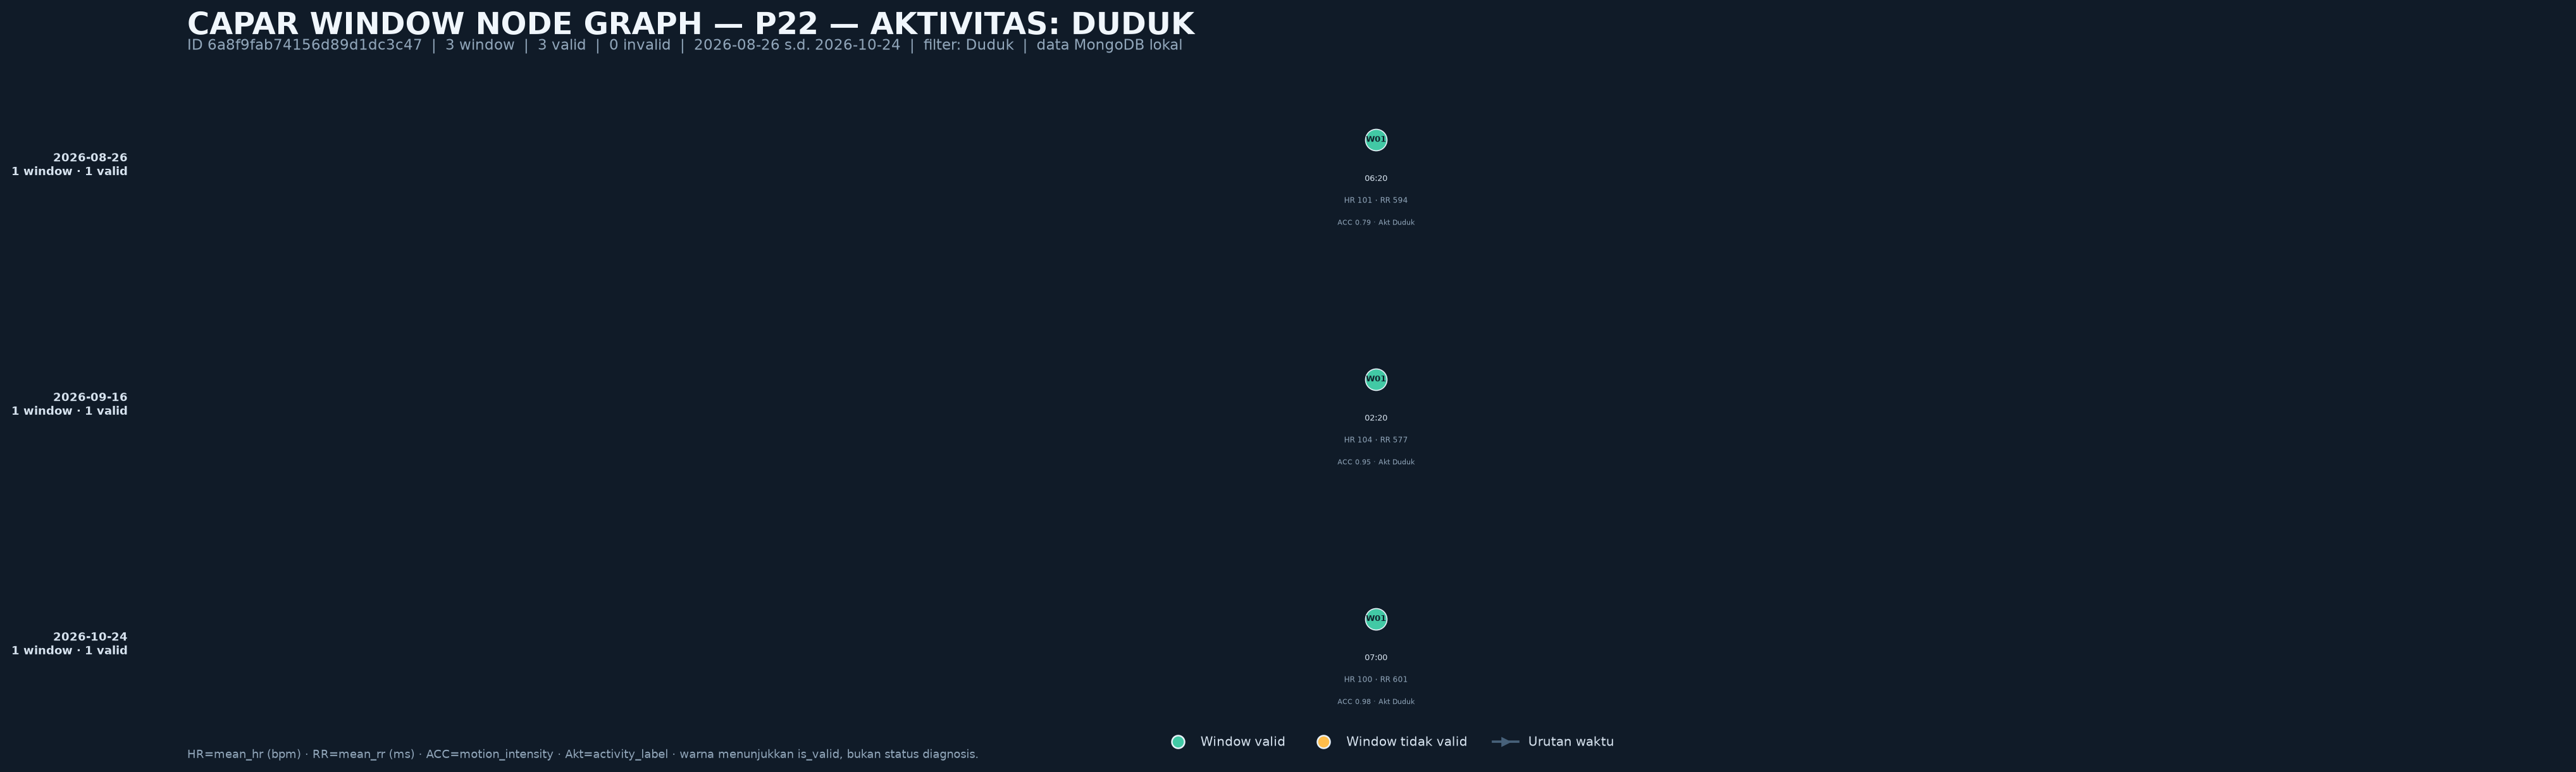 CAPAR WINDOW NODE GRAPH — P22 — AKTIVITAS: DUDUK
ID 6a8f9fab74156d89d1dc3c47 | 3 window | 3 valid | 0 invalid | 2026-08-26 s.d. 2026-10-24 | filter: Duduk | data MongoDB lokal
2026-08-26
1 window · 1 valid
W01
06:20
HR 101 · RR 594
ACC 0.79 · Akt Duduk
2026-09-16
1 window · 1 valid
W01
02:20
HR 104 · RR 577
ACC 0.95 · Akt Duduk
2026-10-24
1 window · 1 valid
W01
07:00
HR 100 · RR 601
ACC 0.98 · Akt Duduk
Window valid
Window tidak valid
Urutan waktu
HR=mean_hr (bpm) · RR=mean_rr (ms) · ACC=motion_intensity · Akt=activity_label · warna menunjukkan is_valid, bukan status diagnosis.